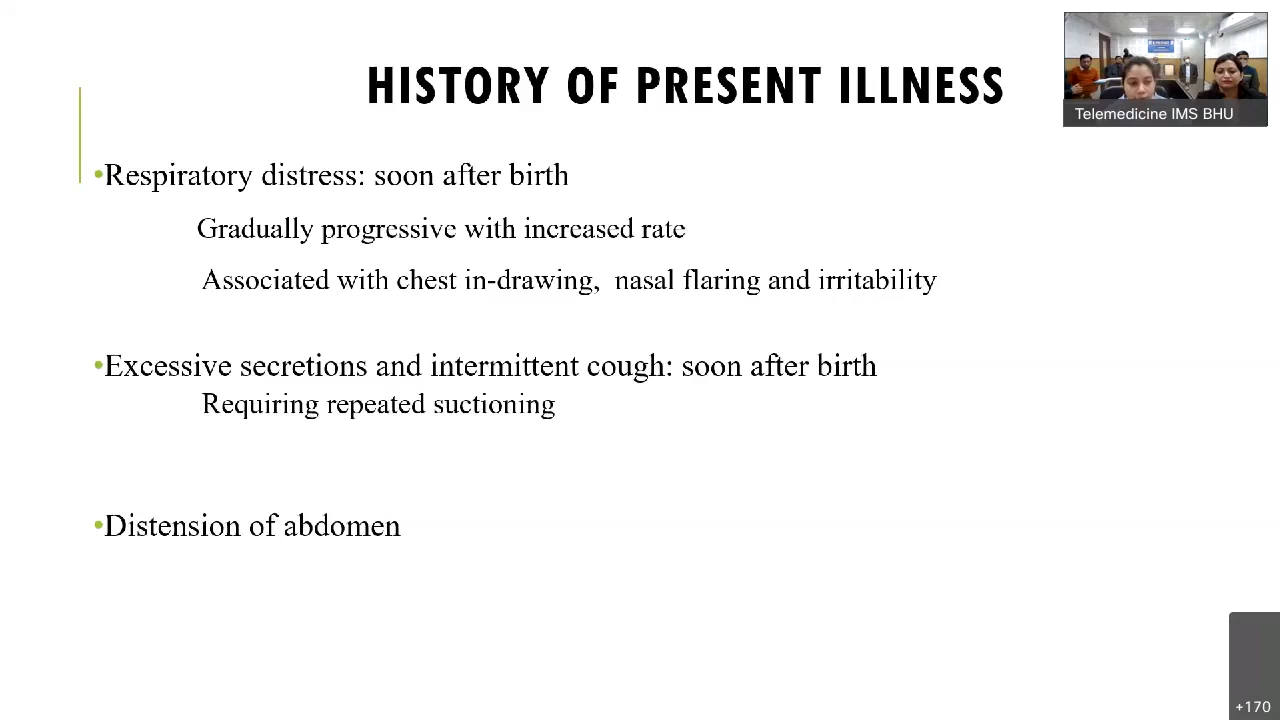 HISTORY OF PRESENT ILLNESS
Telemedicine IMS BHU
•Respiratory distress: soon after birth
Gradually progressive with increased rate
Associated with chest in-drawing,  nasal flaring and irritability
•Excessive secretions and intermittent cough: soon after birth
Requiring repeated suctioning
•Distension of abdomen
+170